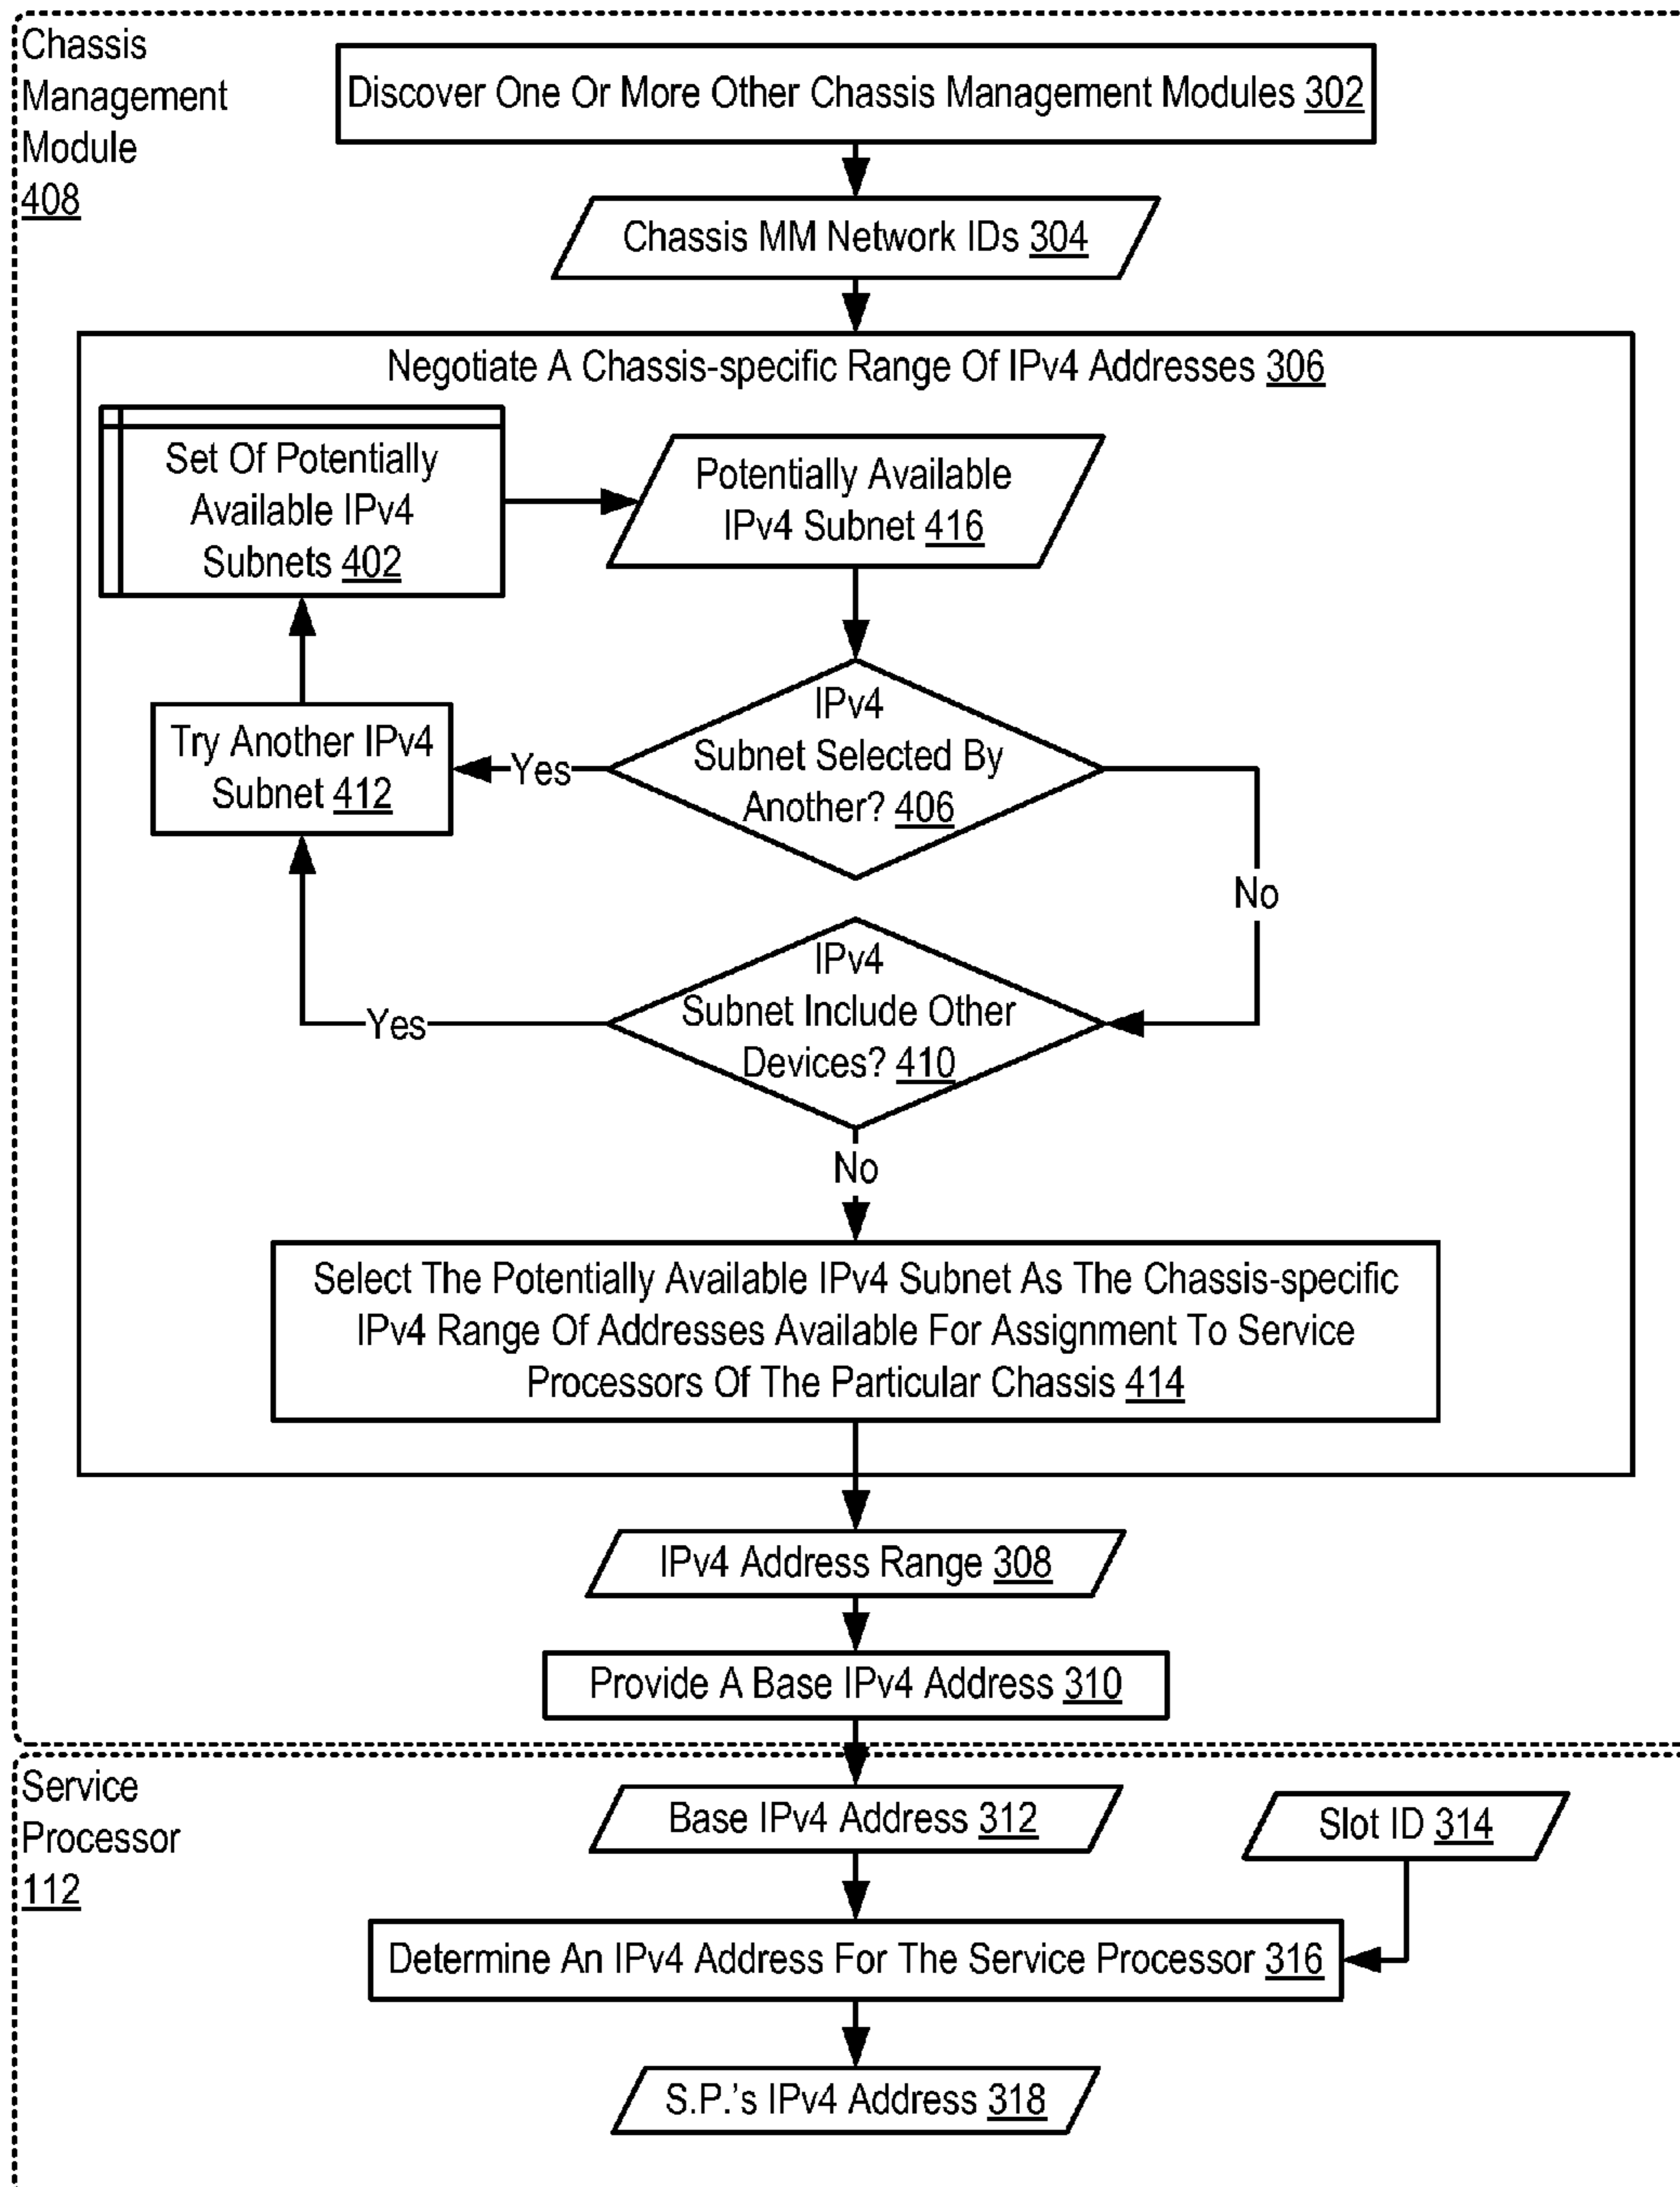 Chassis
Management
Module
408
Discover One Or More Other Chassis Management Modules 302
Chassis MM Network IDs 304
Negotiate A Chassis-specific Range Of IPv4 Addresses 306
Set Of Potentially
Available IPv4
Subnets 402
Potentially Available
IPv4 Subnet 416
IPv4
Subnet Selected By
Another? 406
Yes
Try Another IPv4
Subnet 412
No
IPv4
Subnet Include Other
Devices? 410
Yes
No
Select The Potentially Available IPv4 Subnet As The Chassis-specific
IPv4 Range Of Addresses Available For Assignment To Service
Processors Of The Particular Chassis 414
IPv4 Address Range 308
Provide A Base IPv4 Address 310
Service
Processor
112
Base IPv4 Address 312
Slot ID 314
Determine An IPv4 Address For The Service Processor 316
S.P.'s IPv4 Address 318